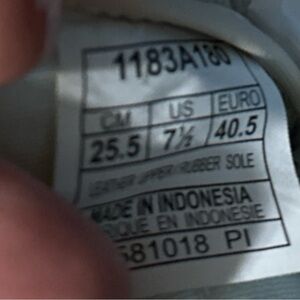 1183A180
CM US EURO
25.5 7½ 40.5
LEATHER UPPER/RUBBER SOLE
MADE IN INDONESIA
EN INDONESIE
581018 PI